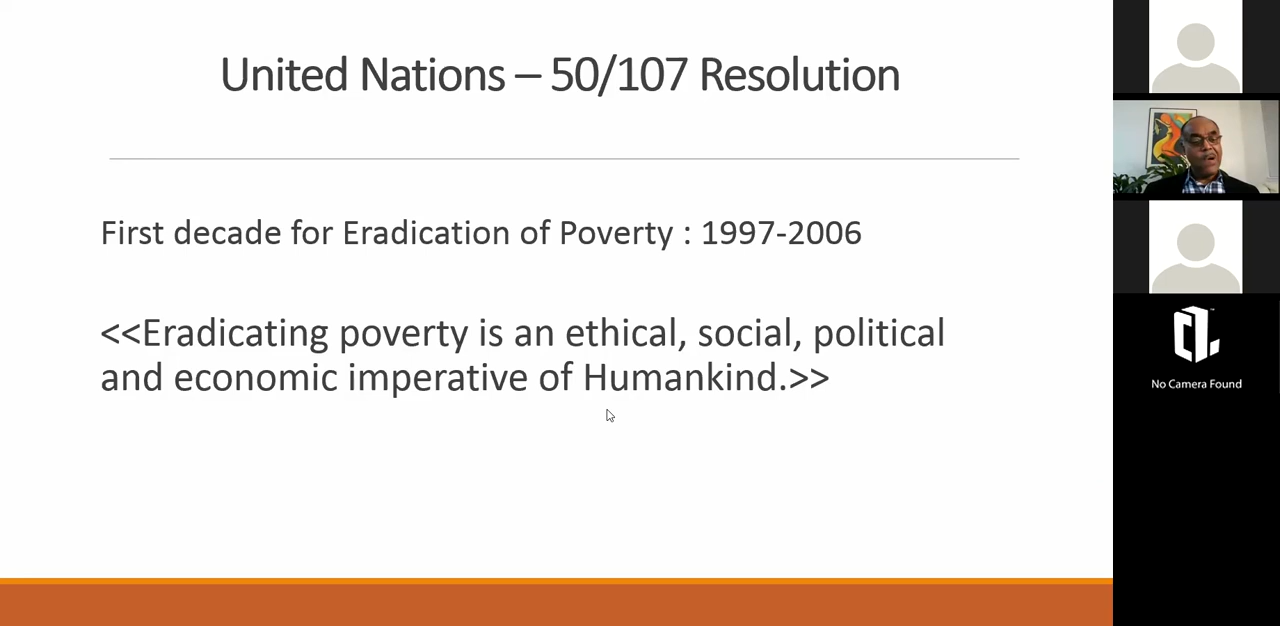 United Nations – 50/107 Resolution
First decade for Eradication of Poverty : 1997-2006
<<Eradicating poverty is an ethical, social, political
and economic imperative of Humankind.>>
No Camera Found